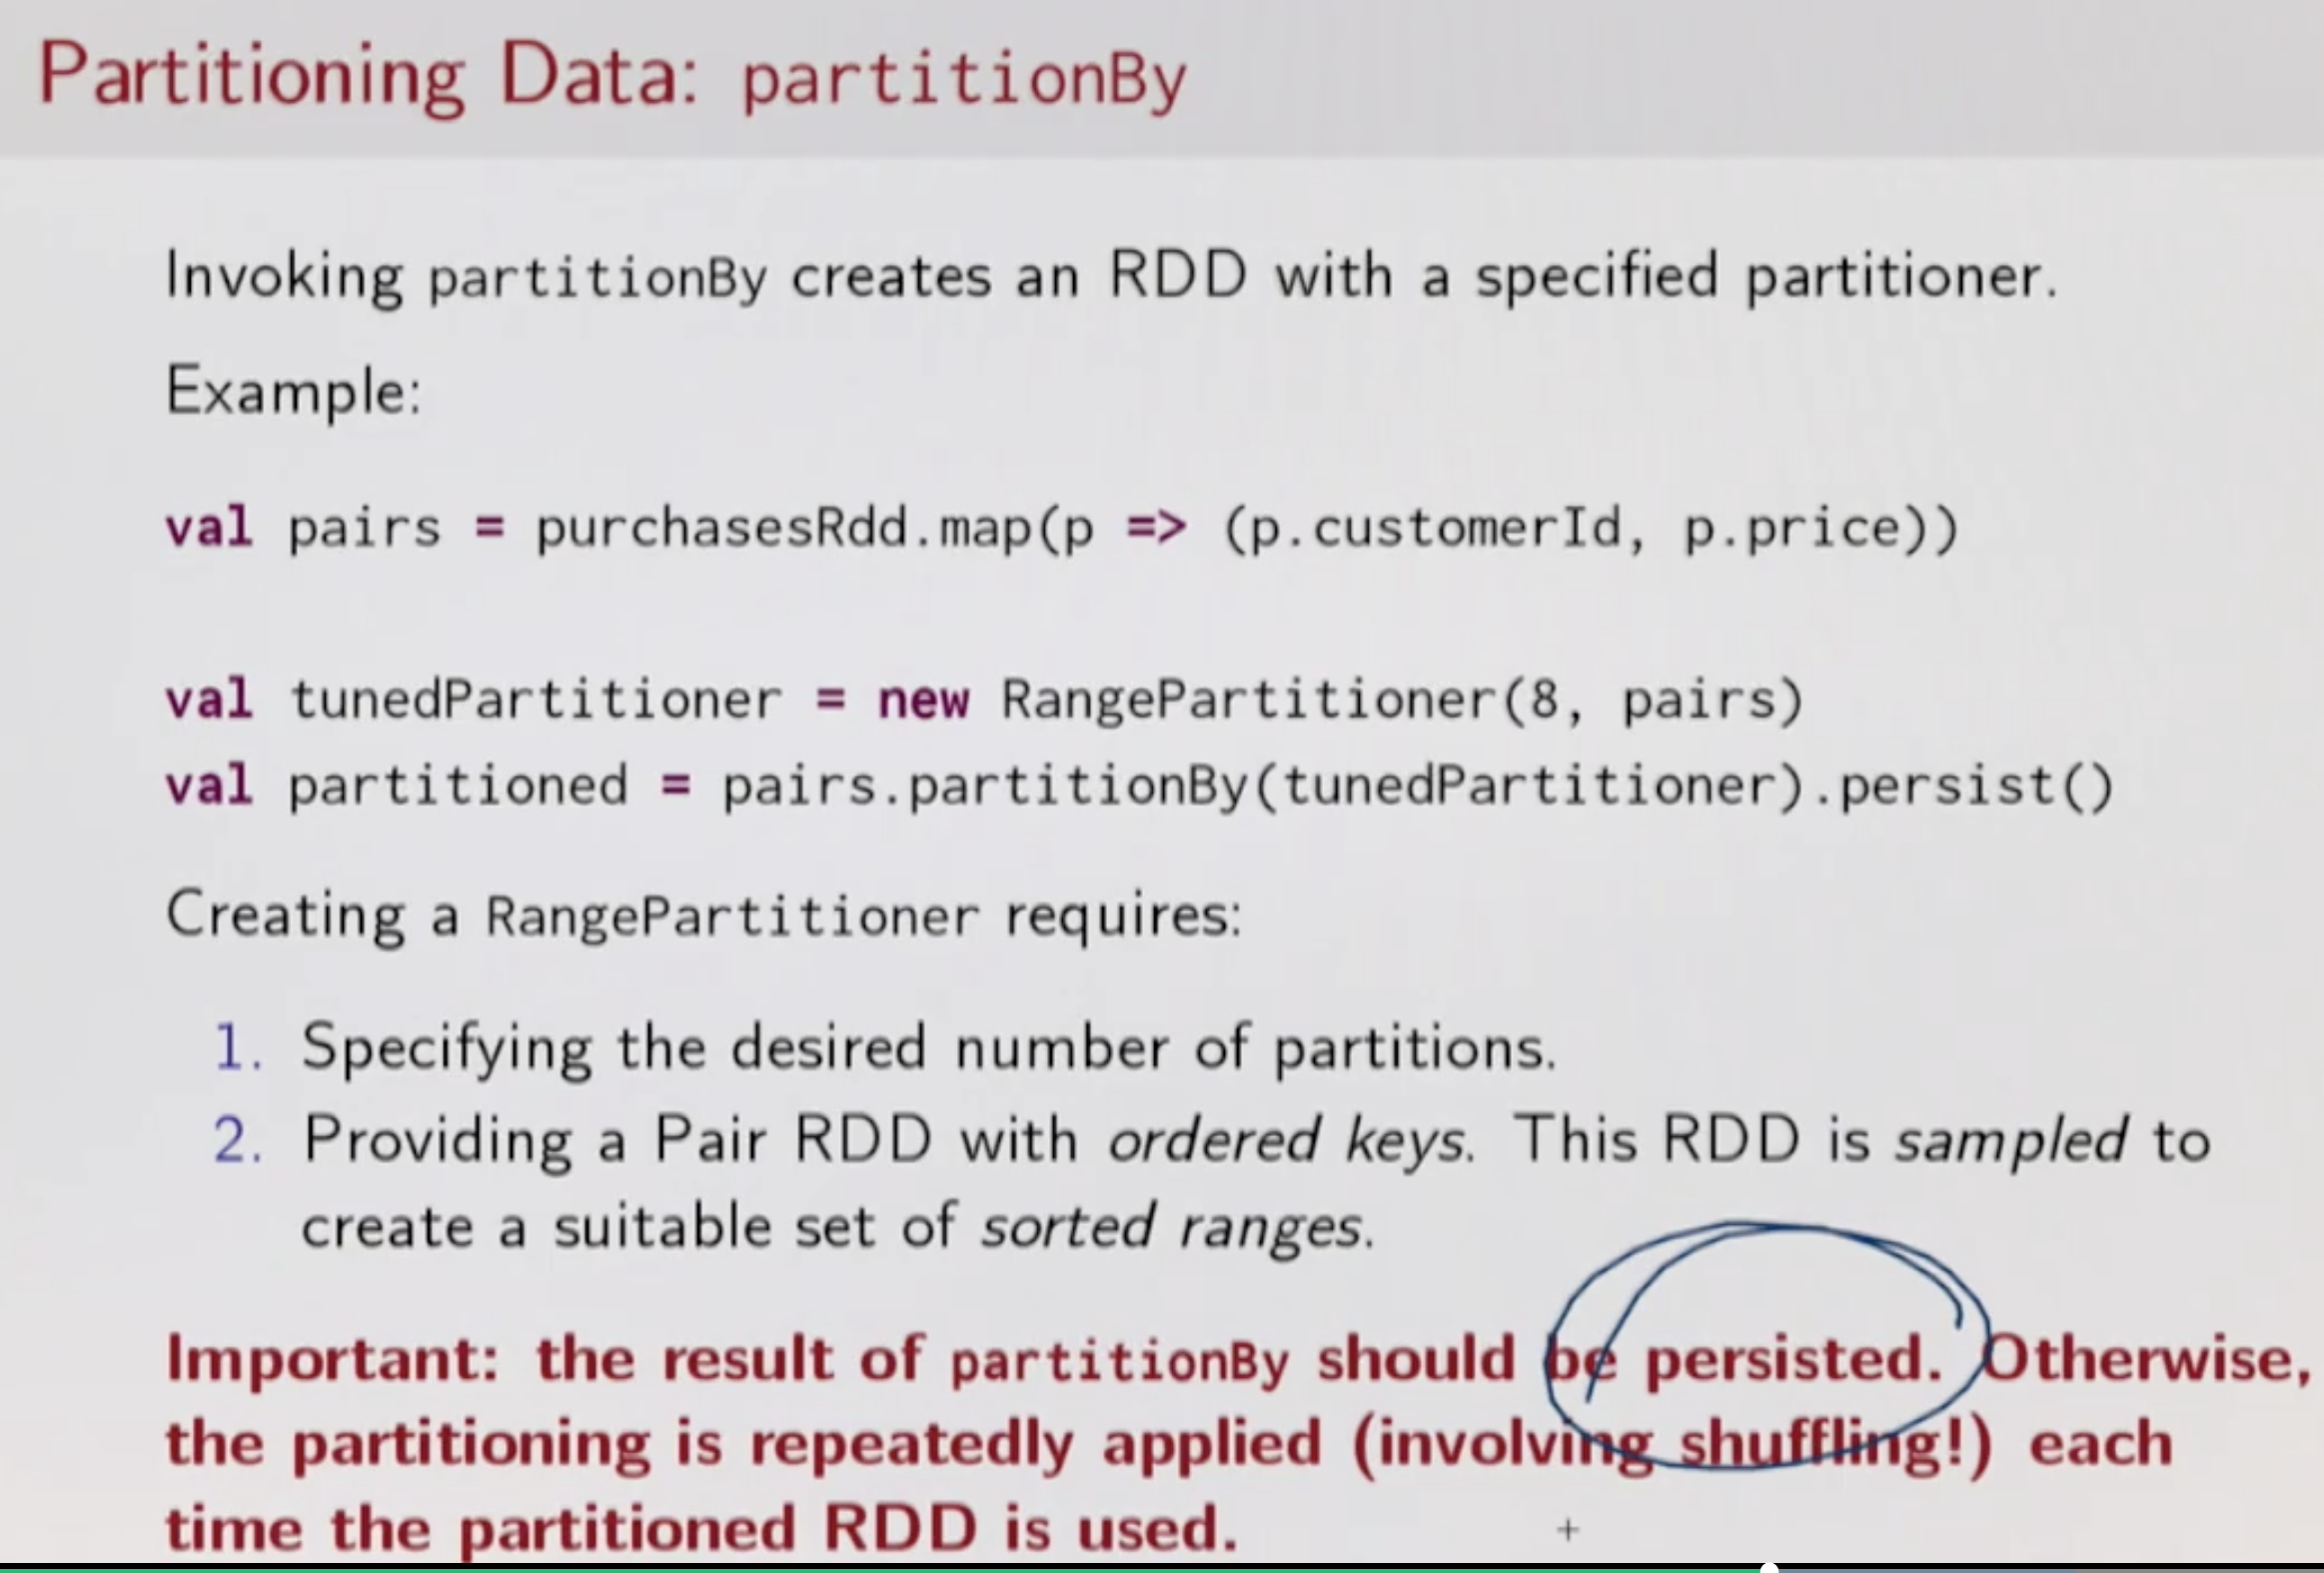 Partitioning Data: partitionBy
Invoking partitionBy creates an RDD with a specified partitioner.
Example:
val pairs = purchasesRdd.map(p => (p.customerId, p.price))
val tunedPartitioner = new RangePartitioner(8, pairs)
val partitioned = pairs.partitionBy(tunedPartitioner).persist()
Creating a RangePartitioner requires:
1. Specifying the desired number of partitions.
2. Providing a Pair RDD with ordered keys. This RDD is sampled to
create a suitable set of sorted ranges.
Important: the result of partitionBy should be persisted. Otherwise,
the partitioning is repeatedly applied (involving shuffling!) each
time the partitioned RDD is used.